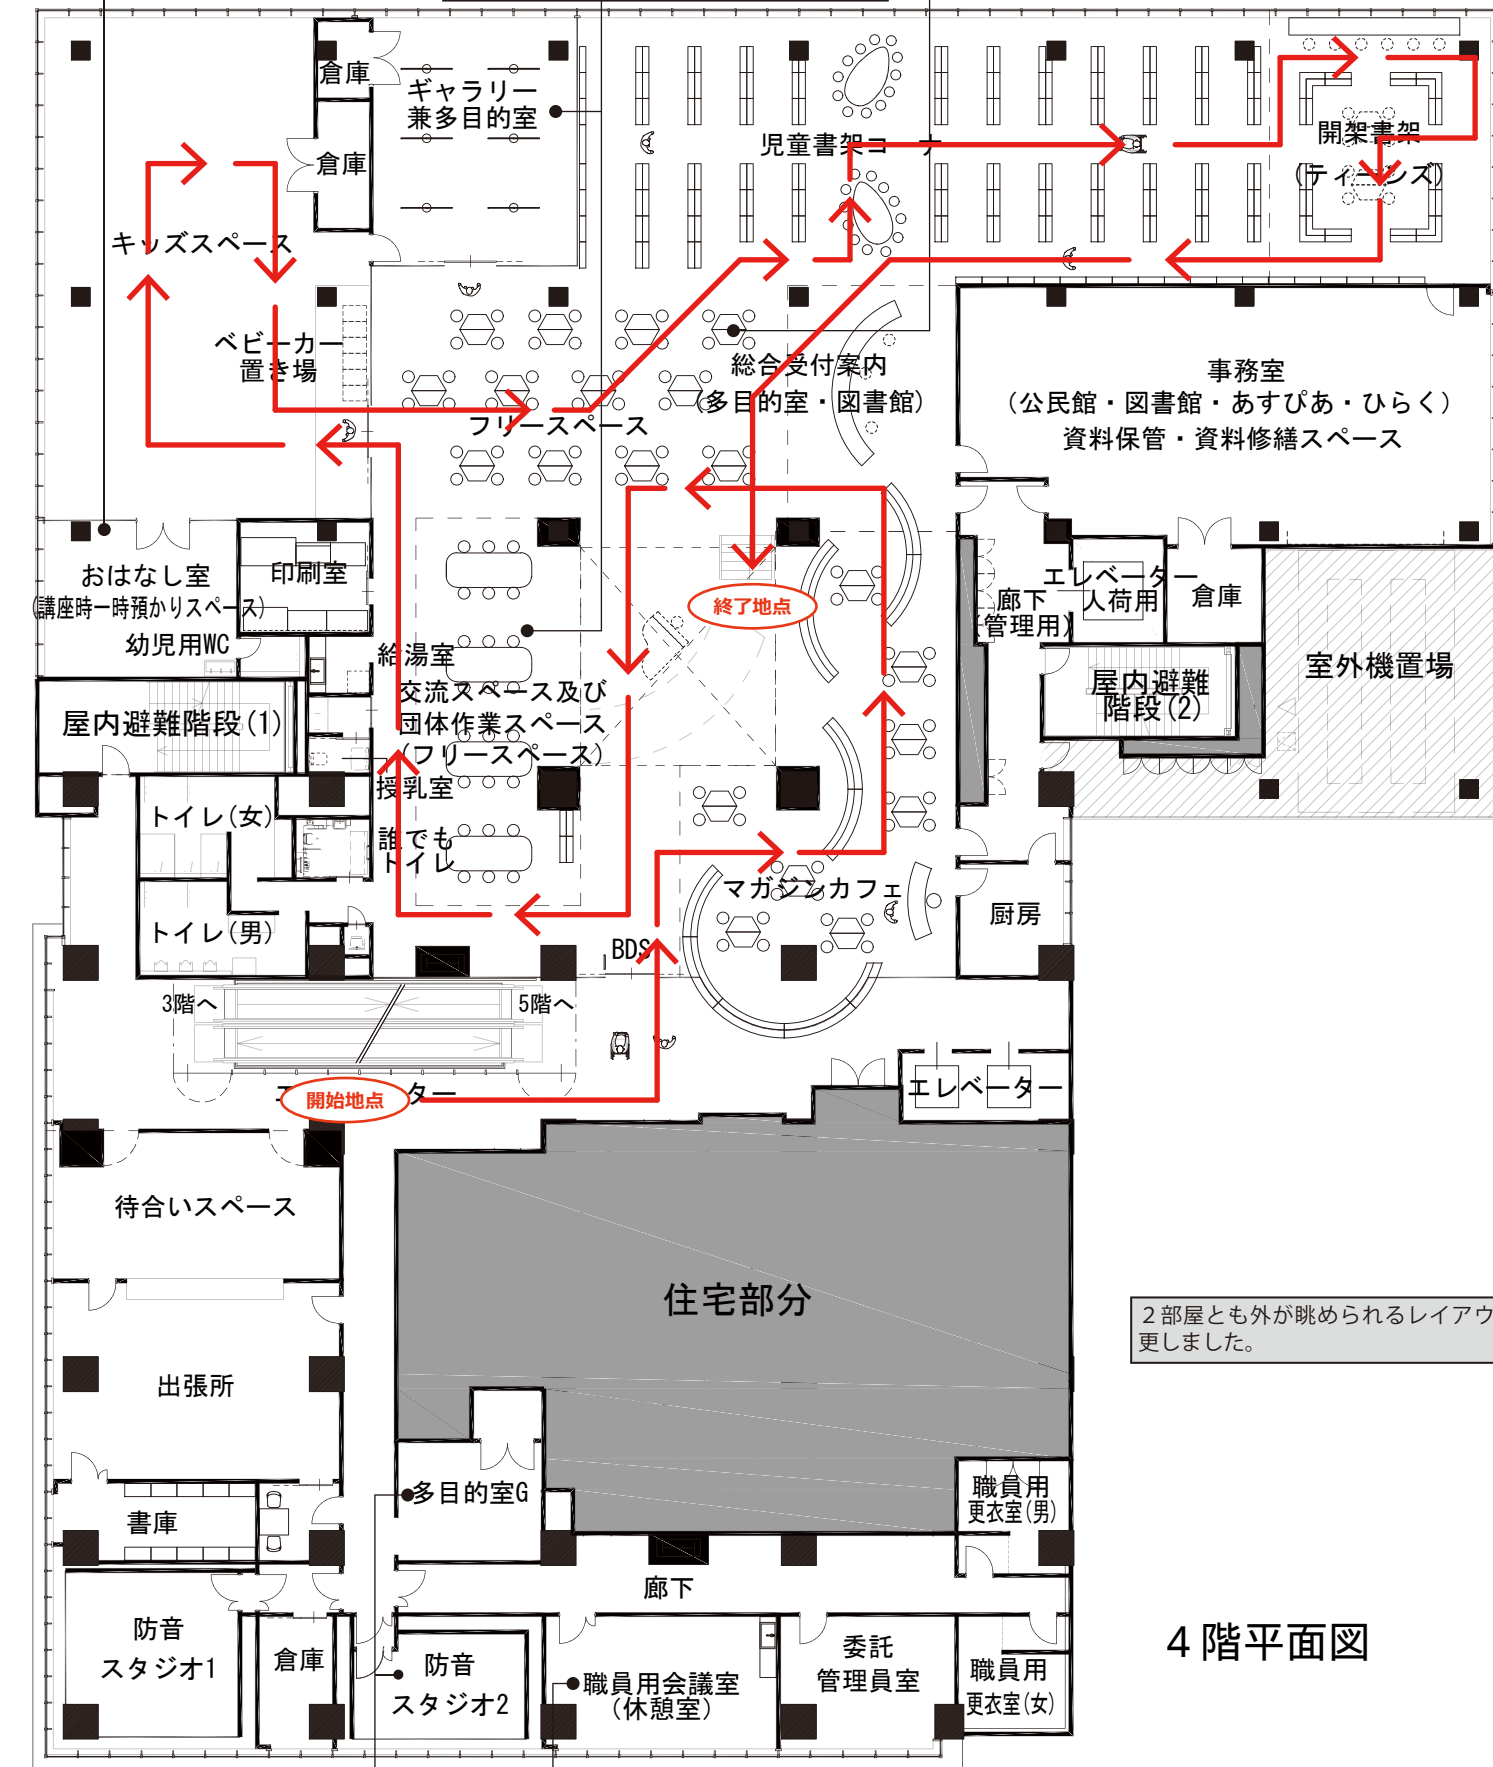 倉庫
ギャラリー
兼多目的室
倉庫
児童書架コーナー
開架書架
(ティーンズ)
キッズスペース
ベビーカー
置き場
総合受付案内
(多目的室・図書館)
フリースペース
事務室
(公民館・図書館・あすぴあ・ひらく)
資料保管・資料修繕スペース
おはなし室
(講座時一時預かりスペース)
幼児用WC
印刷室
終了地点
廊下
(管理用)
エレベーター
人荷用
倉庫
給湯室
交流スペース及び
団体作業スペース
(フリースペース)
屋内避難階段(1)
屋内避難
階段(2)
室外機置場
授乳室
トイレ(女)
誰でも
トイレ
マガジンカフェ
厨房
トイレ(男)
BDS
3階へ
5階へ
開始地点
ター
エレベーター
待合いスペース
住宅部分
２部屋とも外が眺められるレイアウ
更しました。
出張所
多目的室G
職員用
更衣室(男)
書庫
廊下
防音
スタジオ1
倉庫
防音
スタジオ2
職員用会議室
(休憩室)
委託
管理員室
職員用
更衣室(女)
４階平面図